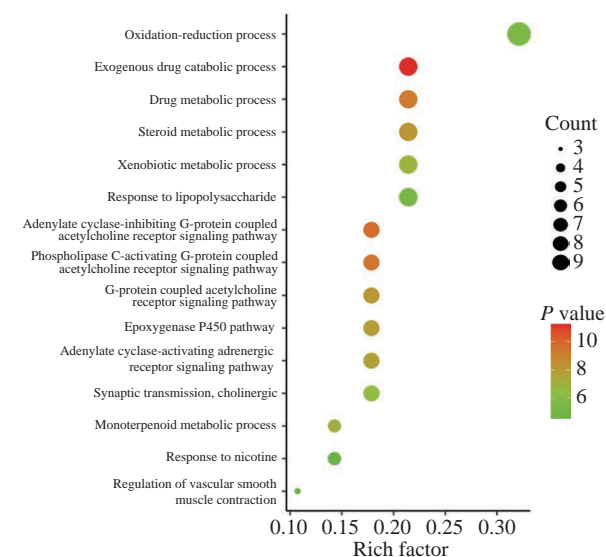 Oxidation-reduction process
Exogenous drug catabolic process
Drug metabolic process
Steroid metabolic process
Xenobiotic metabolic process
Response to lipopolysaccharide
Adenylate cyclase-inhibiting G-protein coupled
acetylcholine receptor signaling pathway
Phospholipase C-activating G-protein coupled
acetylcholine receptor signaling pathway
G-protein coupled acetylcholine
receptor signaling pathway
Epoxygenase P450 pathway
Adenylate cyclase-activating adrenergic
receptor signaling pathway
Synaptic transmission, cholinergic
Monoterpenoid metabolic process
Response to nicotine
Regulation of vascular smooth
muscle contraction
0.10 0.15 0.20 0.25 0.30
Rich factor
Count
3
4
5
6
7
8
9
P value
10
8
6